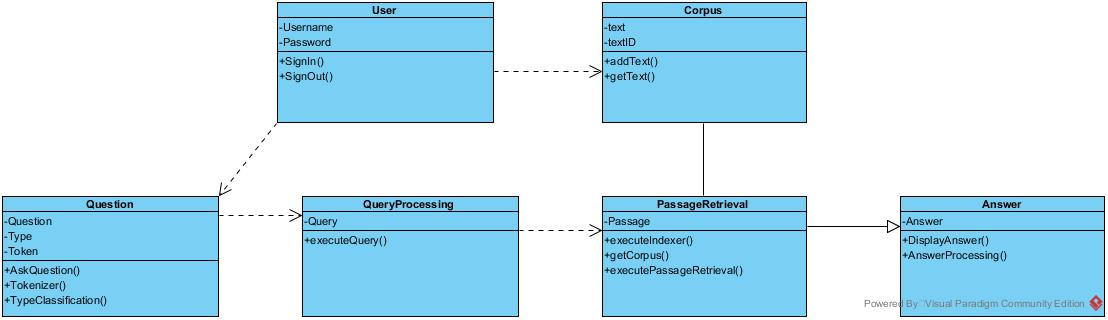 User
-Username
-Password
+SignIn()
+SignOut()
Corpus
-text
-textID
+addText()
+getText()
Question
-Question
-Type
-Token
+AskQuestion()
+Tokenizer()
+TypeClassification()
QueryProcessing
-Query
+executeQuery()
PassageRetrieval
-Passage
+executeIndexer()
+getCorpus()
+executePassageRetrieval()
Answer
-Answer
+DisplayAnswer()
+AnswerProcessing()
Powered By Visual Paradigm Community Edition